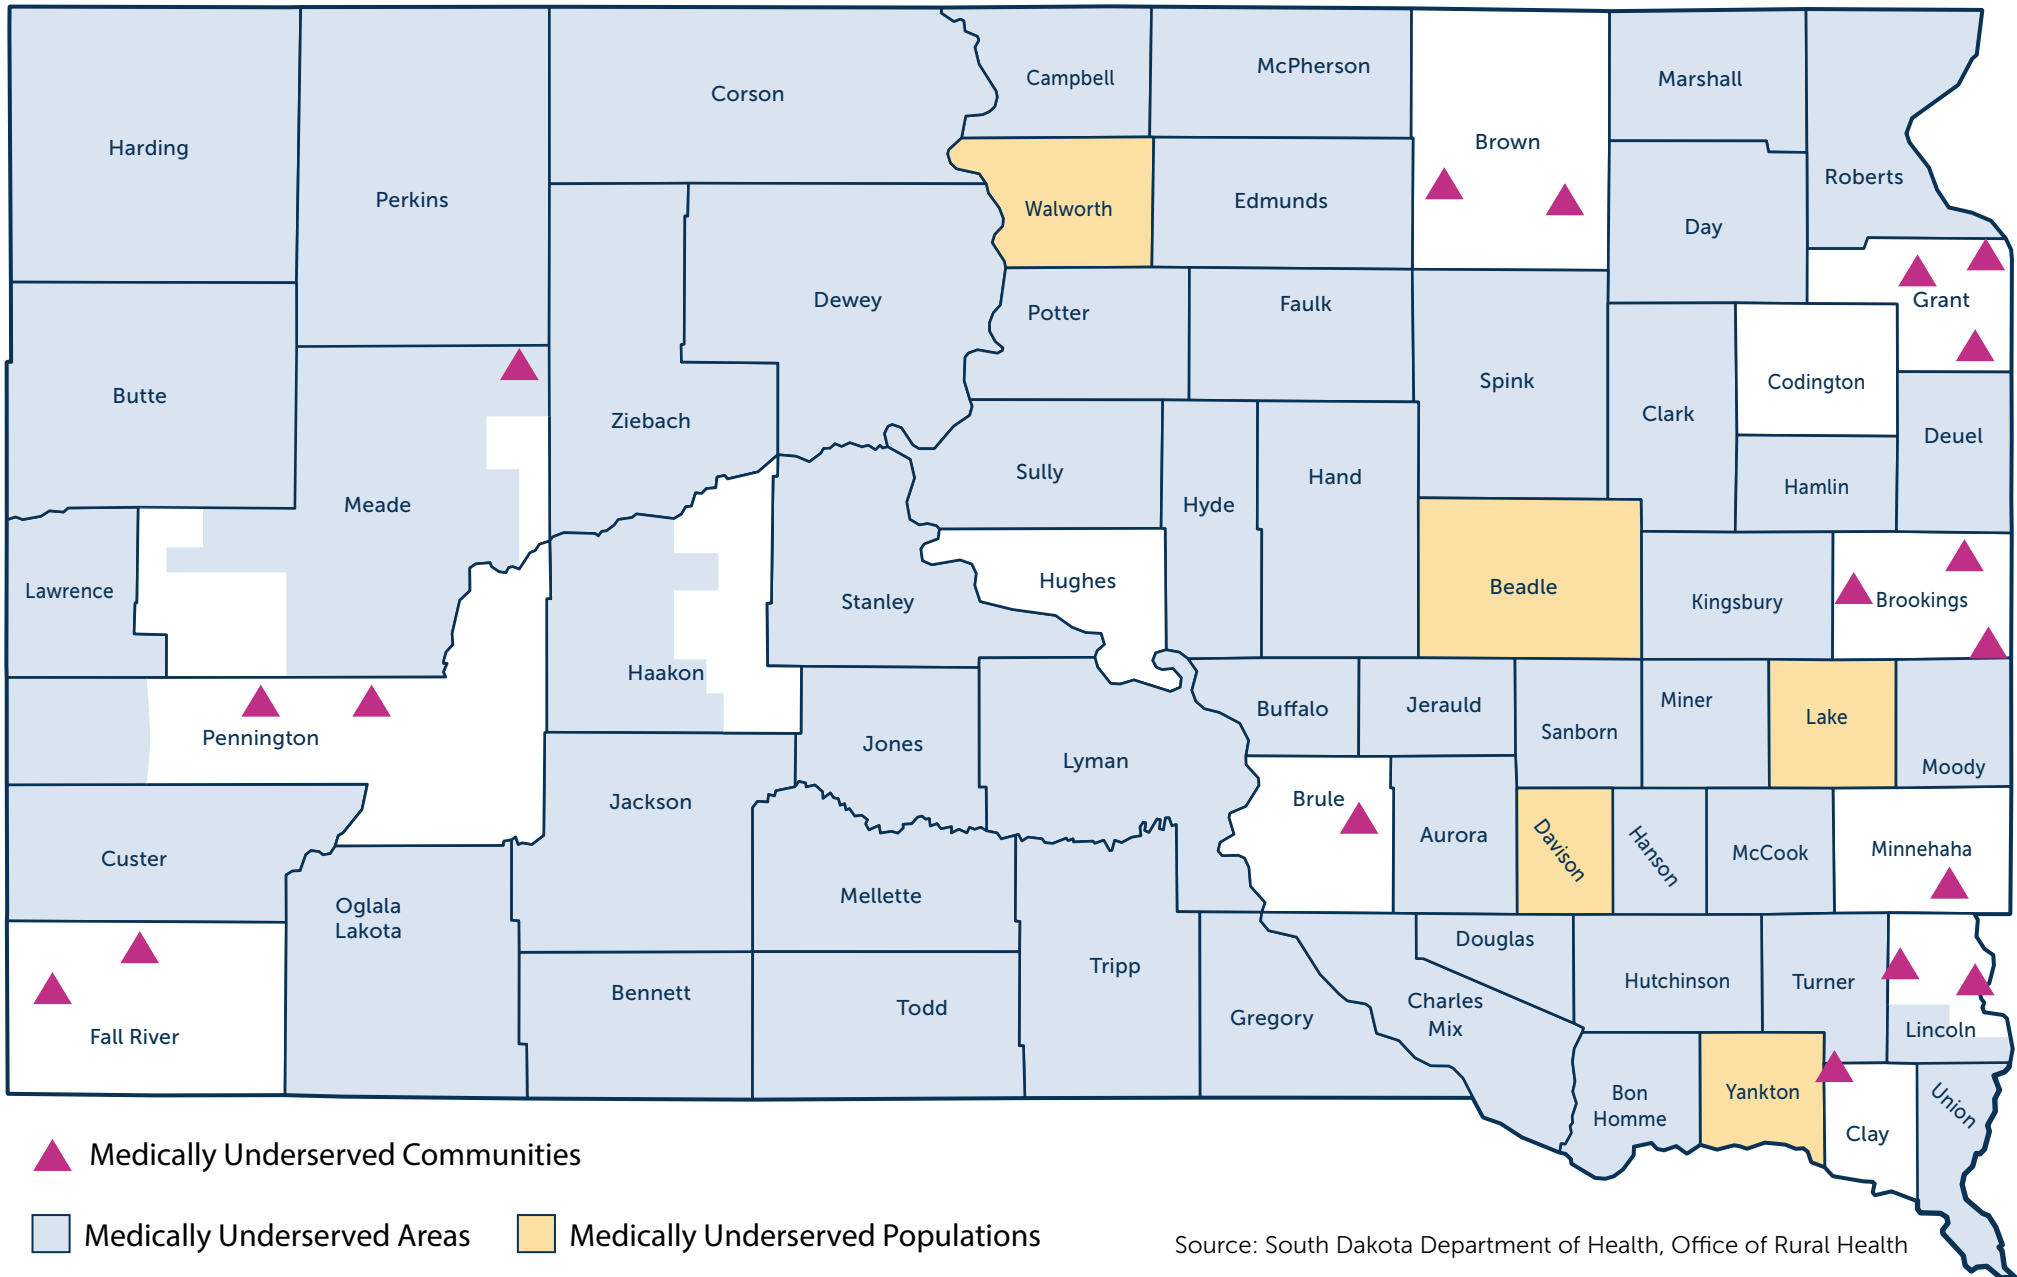 Harding
Perkins
Corson
Campbell
McPherson
Brown
Marshall
Roberts
Walworth
Edmunds
Day
Dewey
Potter
Faulk
Grant
Butte
Ziebach
Spink
Clark
Codington
Deuel
Meade
Sully
Hyde
Hand
Hamlin
Lawrence
Stanley
Hughes
Beadle
Kingsbury
Brookings
Haakon
Pennington
Jones
Lyman
Buffalo
Jerauld
Sanborn
Miner
Lake
Moody
Custer
Jackson
Brule
Aurora
Davison
Hanson
McCook
Minnehaha
Oglala
Lakota
Mellette
Tripp
Douglas
Hutchinson
Turner
Fall River
Bennett
Todd
Gregory
Charles
Mix
Lincoln
Bon
Homme
Yankton
Clay
Union
Medically Underserved Communities
Medically Underserved Areas
Medically Underserved Populations
Source: South Dakota Department of Health, Office of Rural Health